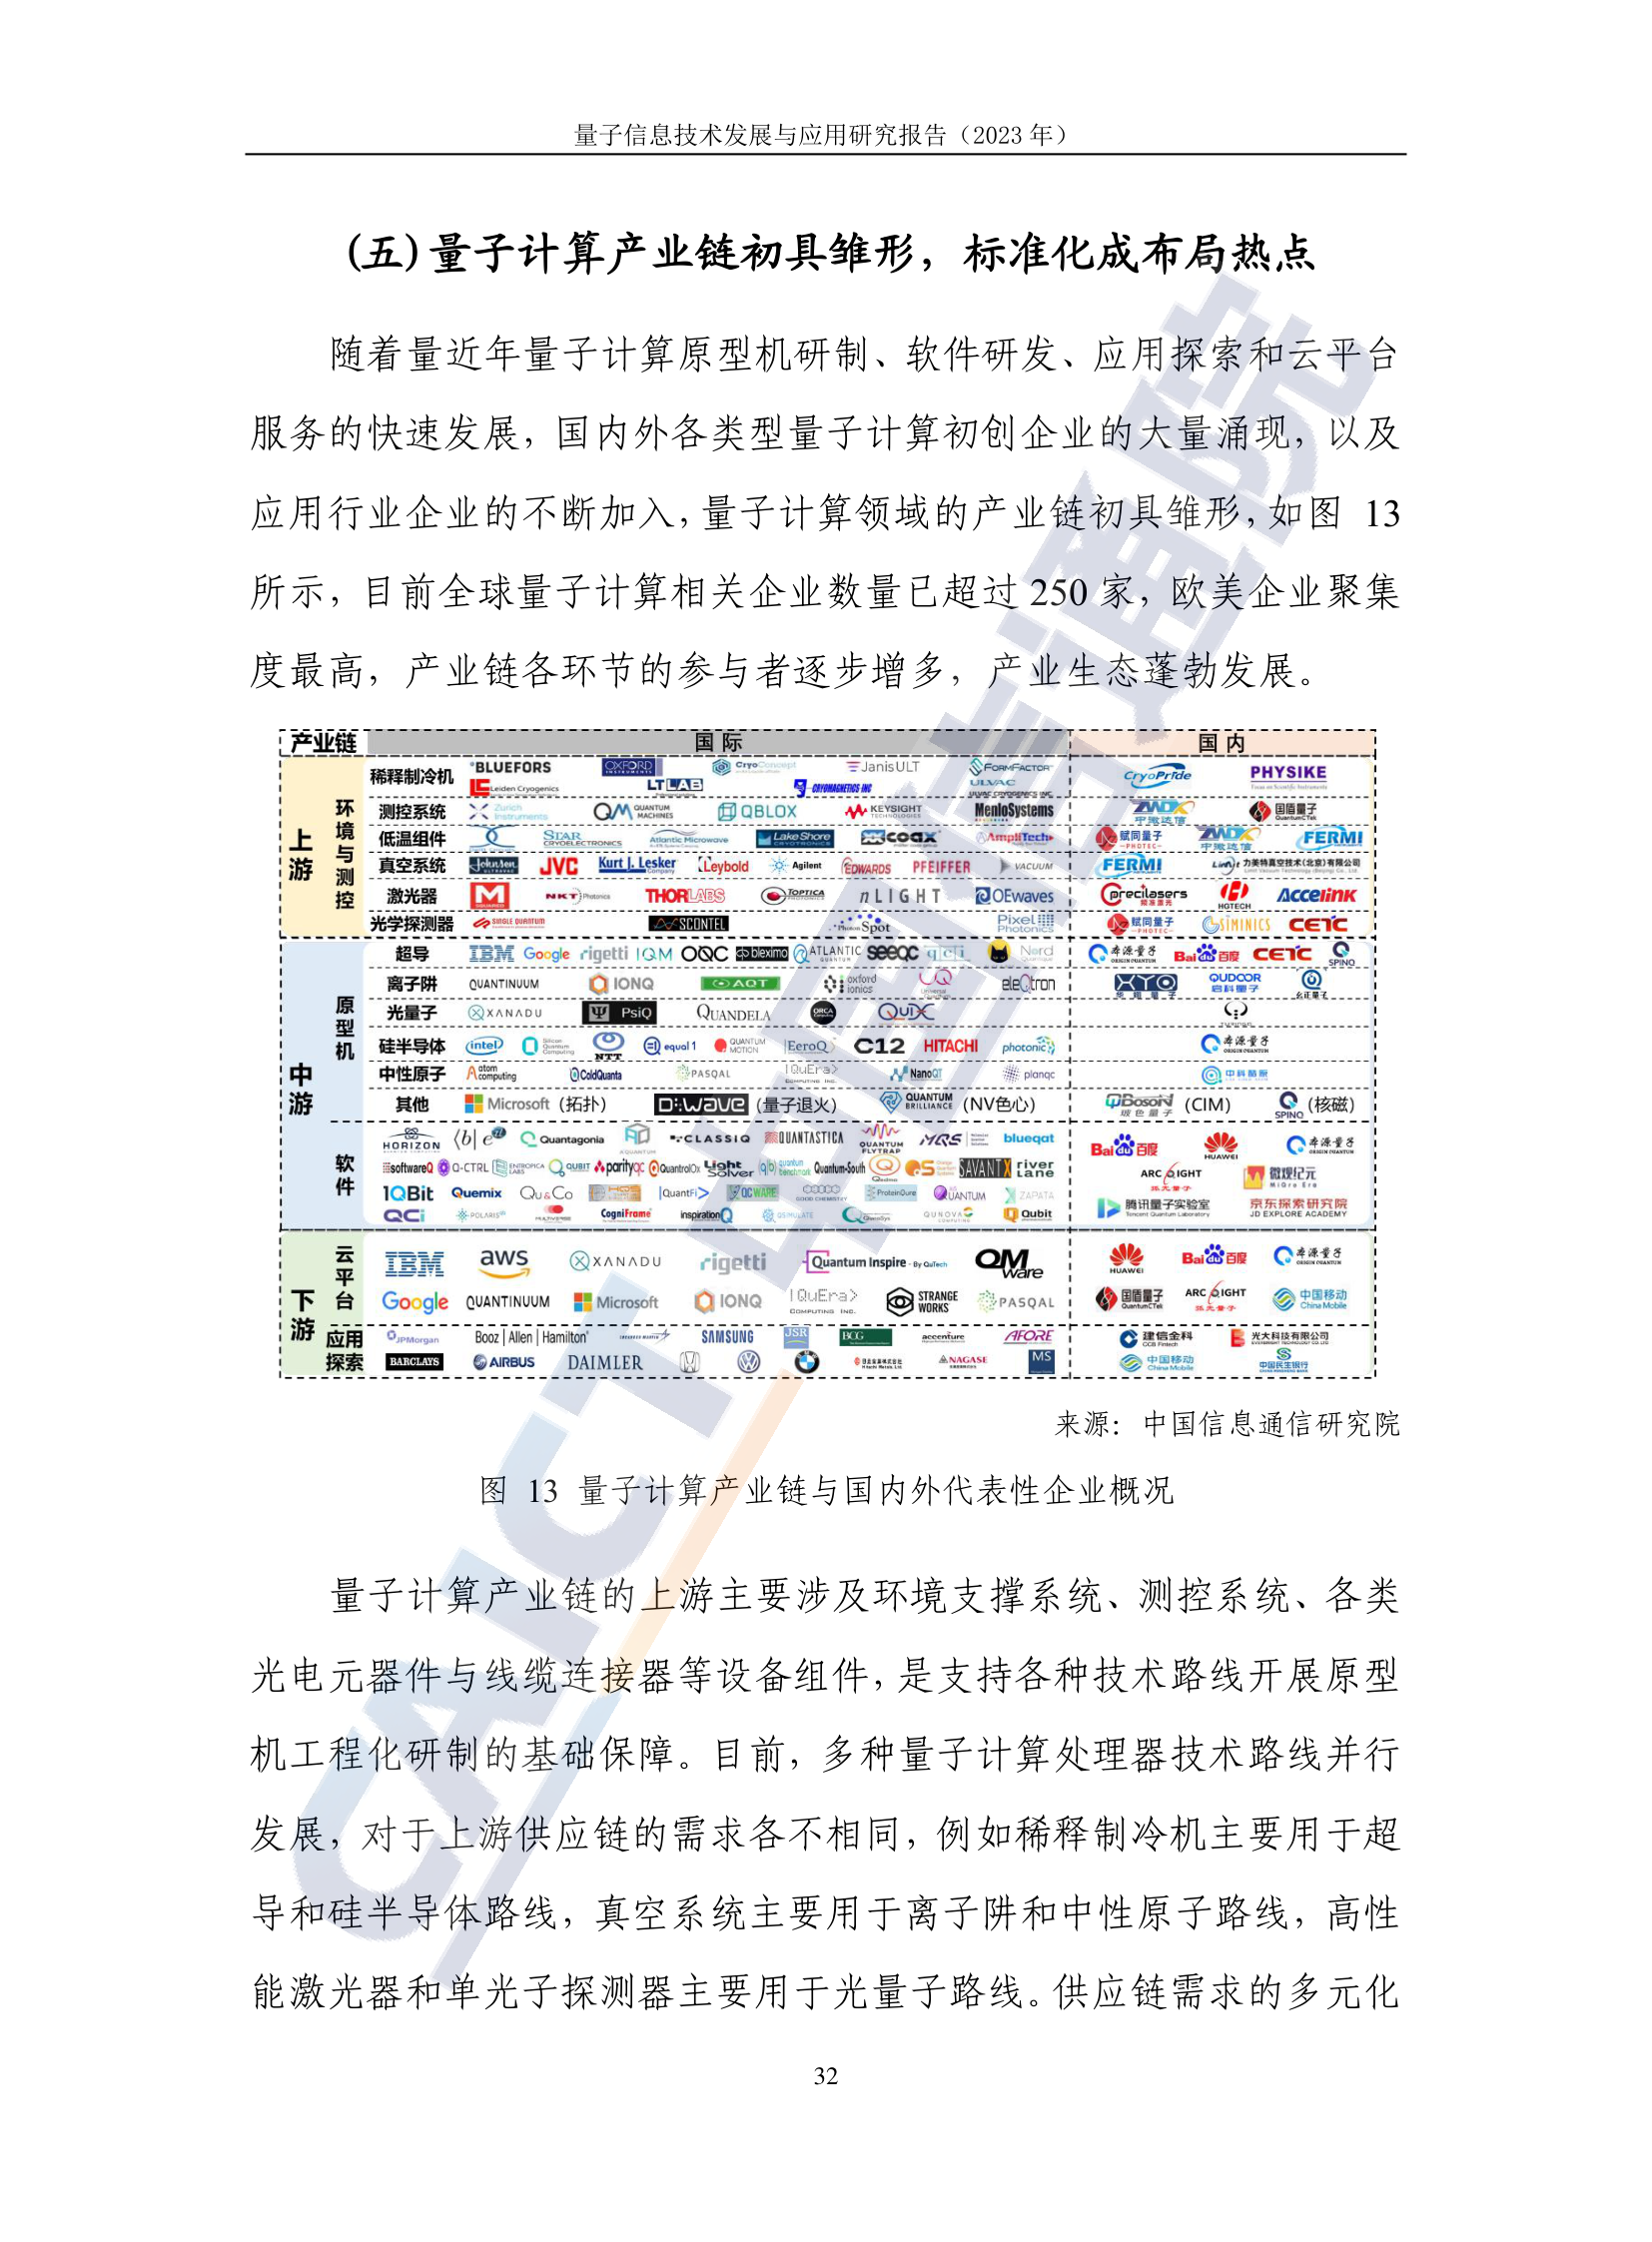 量子信息技术发展与应用研究报告（2023 年）
(五)量子计算产业链初具雏形，标准化成布局热点
随着量近年量子计算原型机研制、软件研发、应用探索和云平台
服务的快速发展，国内外各类型量子计算初创企业的大量涌现，以及
应用行业企业的不断加入，量子计算领域的产业链初具雏形，如图 13
所示，目前全球量子计算相关企业数量已超过 250 家，欧美企业聚集
度最高，产业链各环节的参与者逐步增多，产业生态蓬勃发展。
产业链 国际 国内
上游 环境与测控
稀释制冷机 BLUEFORS OXFORD INSTRUMENTS CryoConcept JanisULT FORMFACTOR CryoPride PHYSIKE
Leiden Cryogenics LTLAB CRYOMAGNETICS INC ULVAC
测控系统 Zurich Instruments QM QUANTUM MACHINES QBLOX KEYSIGHT TECHNOLOGIES MenloSystems 中微达信 国盾量子 QuantumCTek
低温组件 STAR CRYOELECTRONICS Atlantic Microwave LakeShore CRYOTRONICS coax AmpliTech 赋同量子 PHOTEC 中微达信 FERMI
真空系统 Johnsen JVC Kurt J. Lesker Company Leybold Agilent EDWARDS PFEIFFER VACUUM FERMI 力美特真空技术(北京)有限公司
激光器 M NKT Photonics THORLABS TOPTICA nLIGHT OEwaves precilasers HGTECH Accelink
光学探测器 SINGLE QUANTUM SCONTEL Photon Spot Pixel Photonics 赋同量子 PHOTEC SIMINICS CETC
中游 原型机
超导 IBM Google rigetti IQM OQC bleximo ATLANTIC QUANTUM seeqc qci Nord 本源量子 Bai百度 CETC SPINQ
离子阱 QUANTINUUM IONQ AQT oxford ionics eleQtron QUDOOR 启科量子 幺正量子
光量子 XANADU PsiQ QUANDELA ORCA QUIX
硅半导体 intel Silicon Quantum Computing NTT equal1 QUANTUM MOTION EeroQ C12 HITACHI photonic 本源量子
中性原子 atom computing ColdQuanta PASQAL QuEra> COMPUTING INC. NanoQT planqc 中科酷原
其他 Microsoft (拓扑) D:WAVE (量子退火) QUANTUM BRILLIANCE (NV色心) 玻色量子 (CIM) SPINQ (核磁)
软件
HORIZON Quantagonia CLASSIQ QUANTASTICA QUANTUM FLYTRAP MQS blueqat Bai百度 HUAWEI 本源量子
softwareQ Q-CTRL ENTROPICA LABS QUBIT parityqc QuantrolOx Light Solver quantum benchmark Quantum-South SAVANTX river lane ARC LIGHT 弧光量子 微观纪元
1QBit Quemix Qu&Co QuantFi> QCWARE ProteinQure QUANTUM ZAPATA 腾讯量子实验室 京东探索研究院
QCi POLARIS CogniFrame inspirationQ QSIMULATE QUNOVA Qubit Tencent Quantum Laboratory JD EXPLORE ACADEMY
下游 云平台
IBM aws XANADU rigetti Quantum Inspire - By QuTech QMware HUAWEI Bai百度 本源量子
Google QUANTINUUM Microsoft IONQ QuEra> COMPUTING INC. STRANGE WORKS PASQAL 国盾量子 QuantumCTek ARC LIGHT 弧光量子 中国移动 China Mobile
应用探索
JPMorgan Booz | Allen | Hamilton SAMSUNG JSR BCG accenture AFORE 建信金科 光大科技有限公司
BARCLAYS AIRBUS DAIMLER NAGASE MS 中国移动 China Mobile 中国民生银行
来源：中国信息通信研究院
图 13 量子计算产业链与国内外代表性企业概况
量子计算产业链的上游主要涉及环境支撑系统、测控系统、各类
光电元器件与线缆连接器等设备组件，是支持各种技术路线开展原型
机工程化研制的基础保障。目前，多种量子计算处理器技术路线并行
发展，对于上游供应链的需求各不相同，例如稀释制冷机主要用于超
导和硅半导体路线，真空系统主要用于离子阱和中性原子路线，高性
能激光器和单光子探测器主要用于光量子路线。供应链需求的多元化
32
CAICT 中国信通院